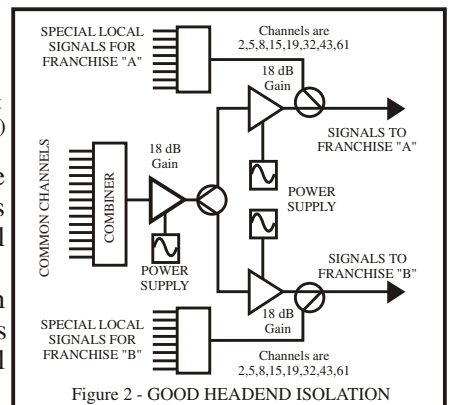 SPECIAL LOCAL
SIGNALS FOR
FRANCHISE "A"
Channels are
2,5,8,15,19,32,43,61
18 dB
Gain
SIGNALS TO
FRANCHISE "A"
18 dB
Gain
COMMON CHANNELS
COMBINER
POWER
SUPPLY
POWER
SUPPLY
SIGNALS TO
FRANCHISE "B"
18 dB
Gain
SPECIAL LOCAL
SIGNALS FOR
FRANCHISE "B"
Channels are
2,5,8,15,19,32,43,61
Figure 2 - GOOD HEADEND ISOLATION